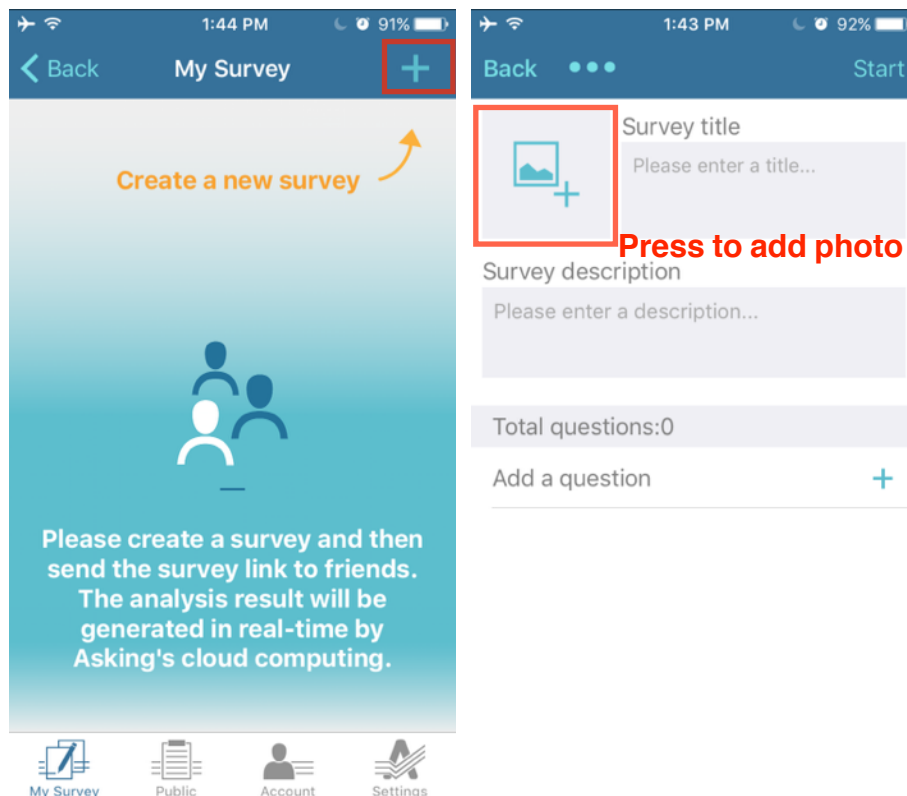 1:44 PM
91%
Back
My Survey
Create a new survey
Please create a survey and then
send the survey link to friends.
The analysis result will be
generated in real-time by
Asking's cloud computing.
My Survey
Public
Account
Settings
1:43 PM
92%
Back
Start
Survey title
Please enter a title...
Press to add photo
Survey description
Please enter a description...
Total questions:0
Add a question